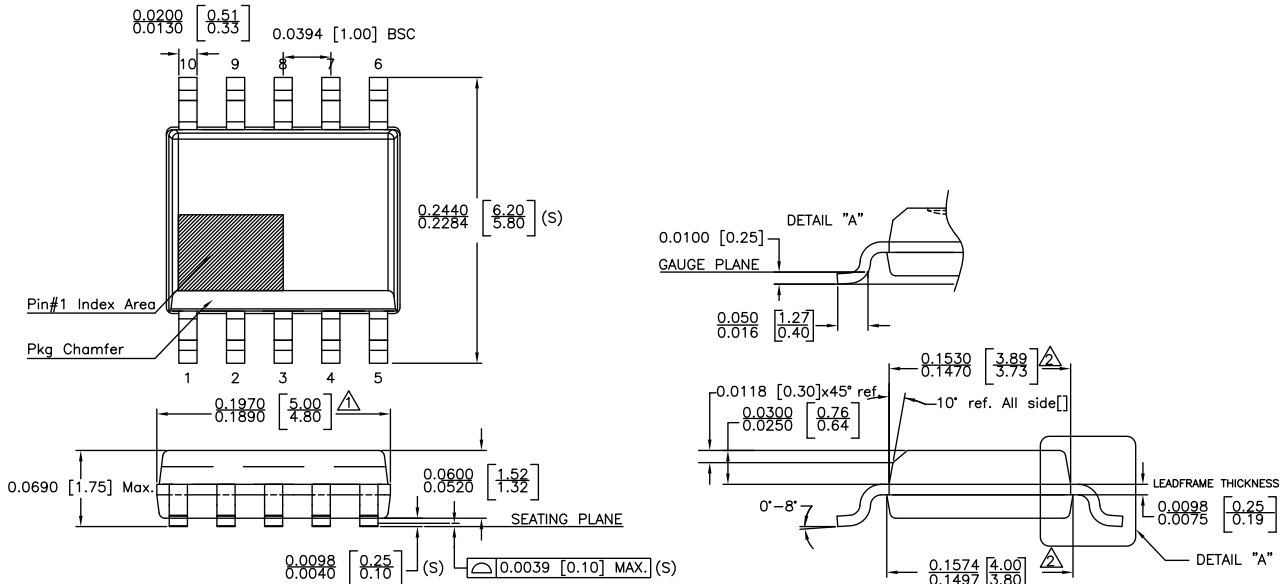 0.0200 [0.51]
0.0130 [0.33]
0.0394 [1.00] BSC
10 9 8 7 6
0.2440 [6.20] (S)
0.2284 [5.80]
Pin#1 Index Area
Pkg Chamfer
1 2 3 4 5
DETAIL "A"
0.0100 [0.25]
GAUGE PLANE
0.050 [1.27]
0.016 [0.40]
0.1970 [5.00] 1
0.1890 [4.80]
0.0690 [1.75] Max.
0.0600 [1.52]
0.0520 [1.32]
SEATING PLANE
0.0098 [0.25] (S)
0.0040 [0.10]
0.0039 [0.10] MAX. (S)
0.1530 [3.89] 2
0.1470 [3.73]
0.0118 [0.30]x45° ref.
10° ref. All side[]
0.0300 [0.76]
0.0250 [0.64]
0°-8°
LEADFRAME THICKNESS
0.0098 [0.25]
0.0075 [0.19]
DETAIL "A"
0.1574 [4.00] 2
0.1497 [3.80]